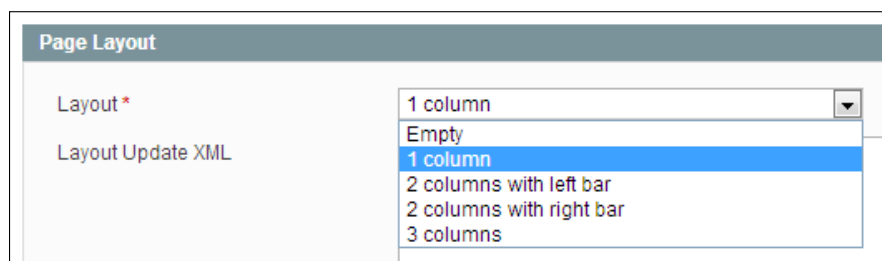 Page Layout
Layout *
1 column
Empty
1 column
Layout Update XML
2 columns with left bar
2 columns with right bar
3 columns